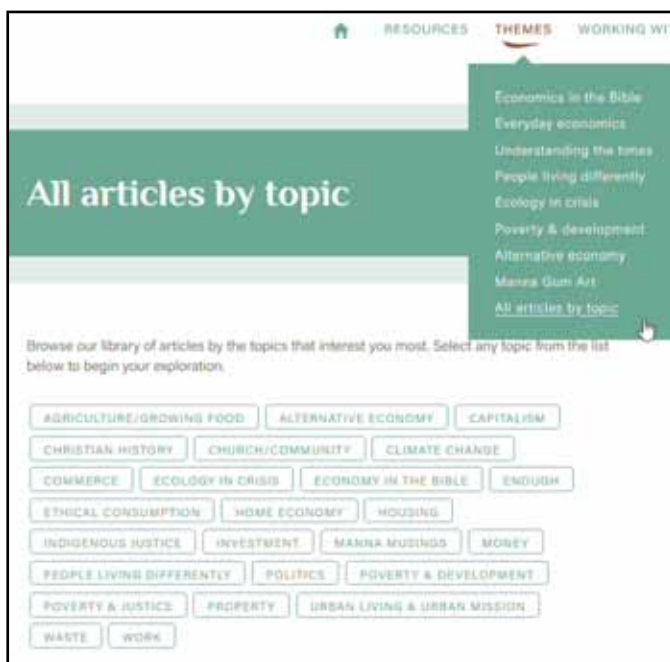 RESOURCES THEMES WORKING WI
Economics in the Bible
Everyday economics
Understanding the times
People living differently
Ecology in crisis
Poverty & development
Alternative economy
Manna Gum Art
All articles by topic
All articles by topic
Browse our library of articles by the topics that interest you most. Select any topic from the list
below to begin your exploration.
AGRICULTURE/GROWING FOOD ALTERNATIVE ECONOMY CAPITALISM
CHRISTIAN HISTORY CHURCH/COMMUNITY CLIMATE CHANGE
COMMERCE ECOLOGY IN CRISIS ECONOMY IN THE BIBLE ENOUGH
ETHICAL CONSUMPTION HOME ECONOMY HOUSING
INDIGENOUS JUSTICE INVESTMENT MANNA MUSINGS MONEY
PEOPLE LIVING DIFFERENTLY POLITICS POVERTY & DEVELOPMENT
POVERTY & JUSTICE PROPERTY URBAN LIVING & URBAN MISSION
WASTE WORK